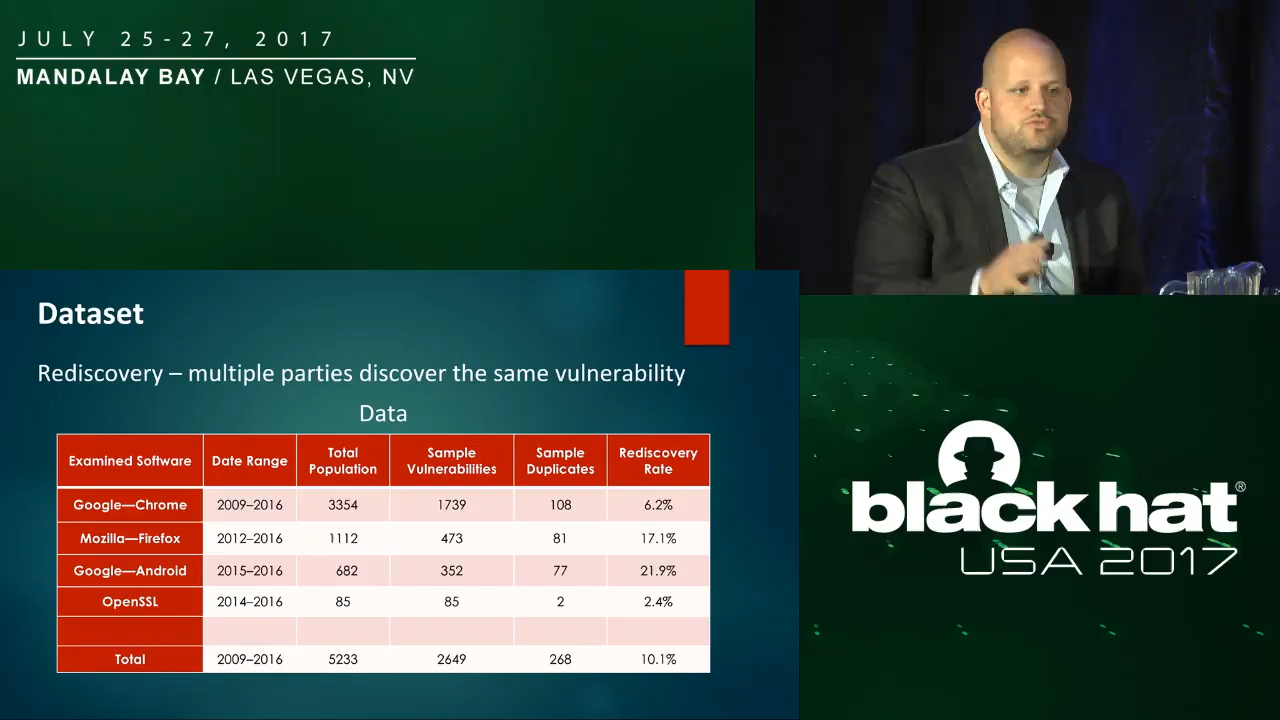 JULY 25-27, 2017
MANDALAY BAY / LAS VEGAS, NV
Dataset
Rediscovery – multiple parties discover the same vulnerability
Data
Examined Software Date Range Total Population Sample Vulnerabilities Sample Duplicates Rediscovery Rate
Google—Chrome 2009–2016 3354 1739 108 6.2%
Mozilla—Firefox 2012–2016 1112 473 81 17.1%
Google—Android 2015–2016 682 352 77 21.9%
OpenSSL 2014–2016 85 85 2 2.4%
Total 2009–2016 5233 2649 268 10.1%
black hat®
USA 2017